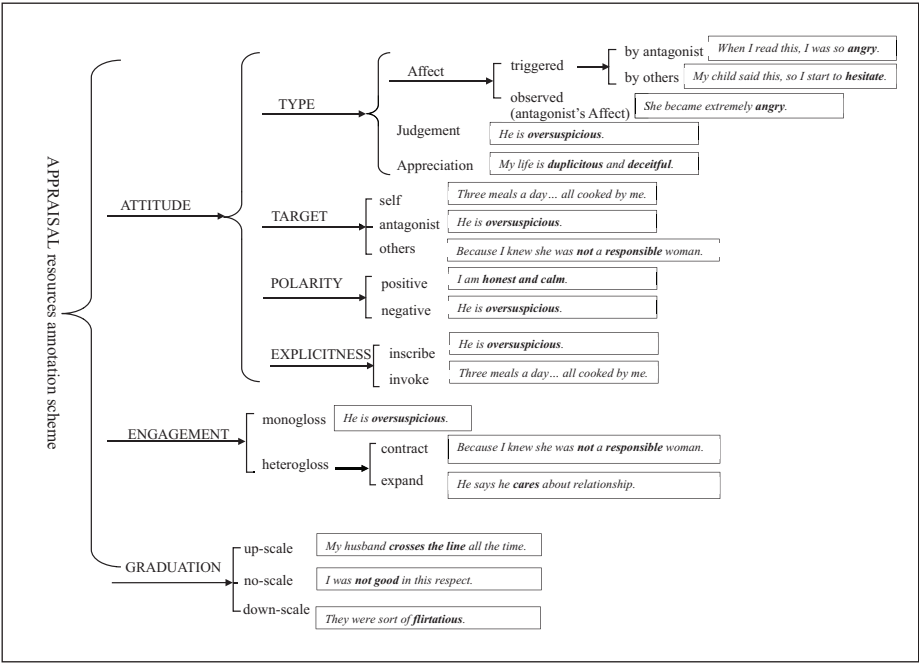 APPRAISAL resources annotation scheme
ATTITUDE
TYPE
Affect
triggered
by antagonist
When I read this, I was so angry.
by others
My child said this, so I start to hesitate.
observed
(antagonist's Affect)
She became extremely angry.
Judgement
He is oversuspicious.
Appreciation
My life is duplicitous and deceitful.
TARGET
self
Three meals a day… all cooked by me.
antagonist
He is oversuspicious.
others
Because I knew she was not a responsible woman.
POLARITY
positive
I am honest and calm.
negative
He is oversuspicious.
EXPLICITNESS
inscribe
He is oversuspicious.
invoke
Three meals a day… all cooked by me.
ENGAGEMENT
monogloss
He is oversuspicious.
heterogloss
contract
Because I knew she was not a responsible woman.
expand
He says he cares about relationship.
GRADUATION
up-scale
My husband crosses the line all the time.
no-scale
I was not good in this respect.
down-scale
They were sort of flirtatious.